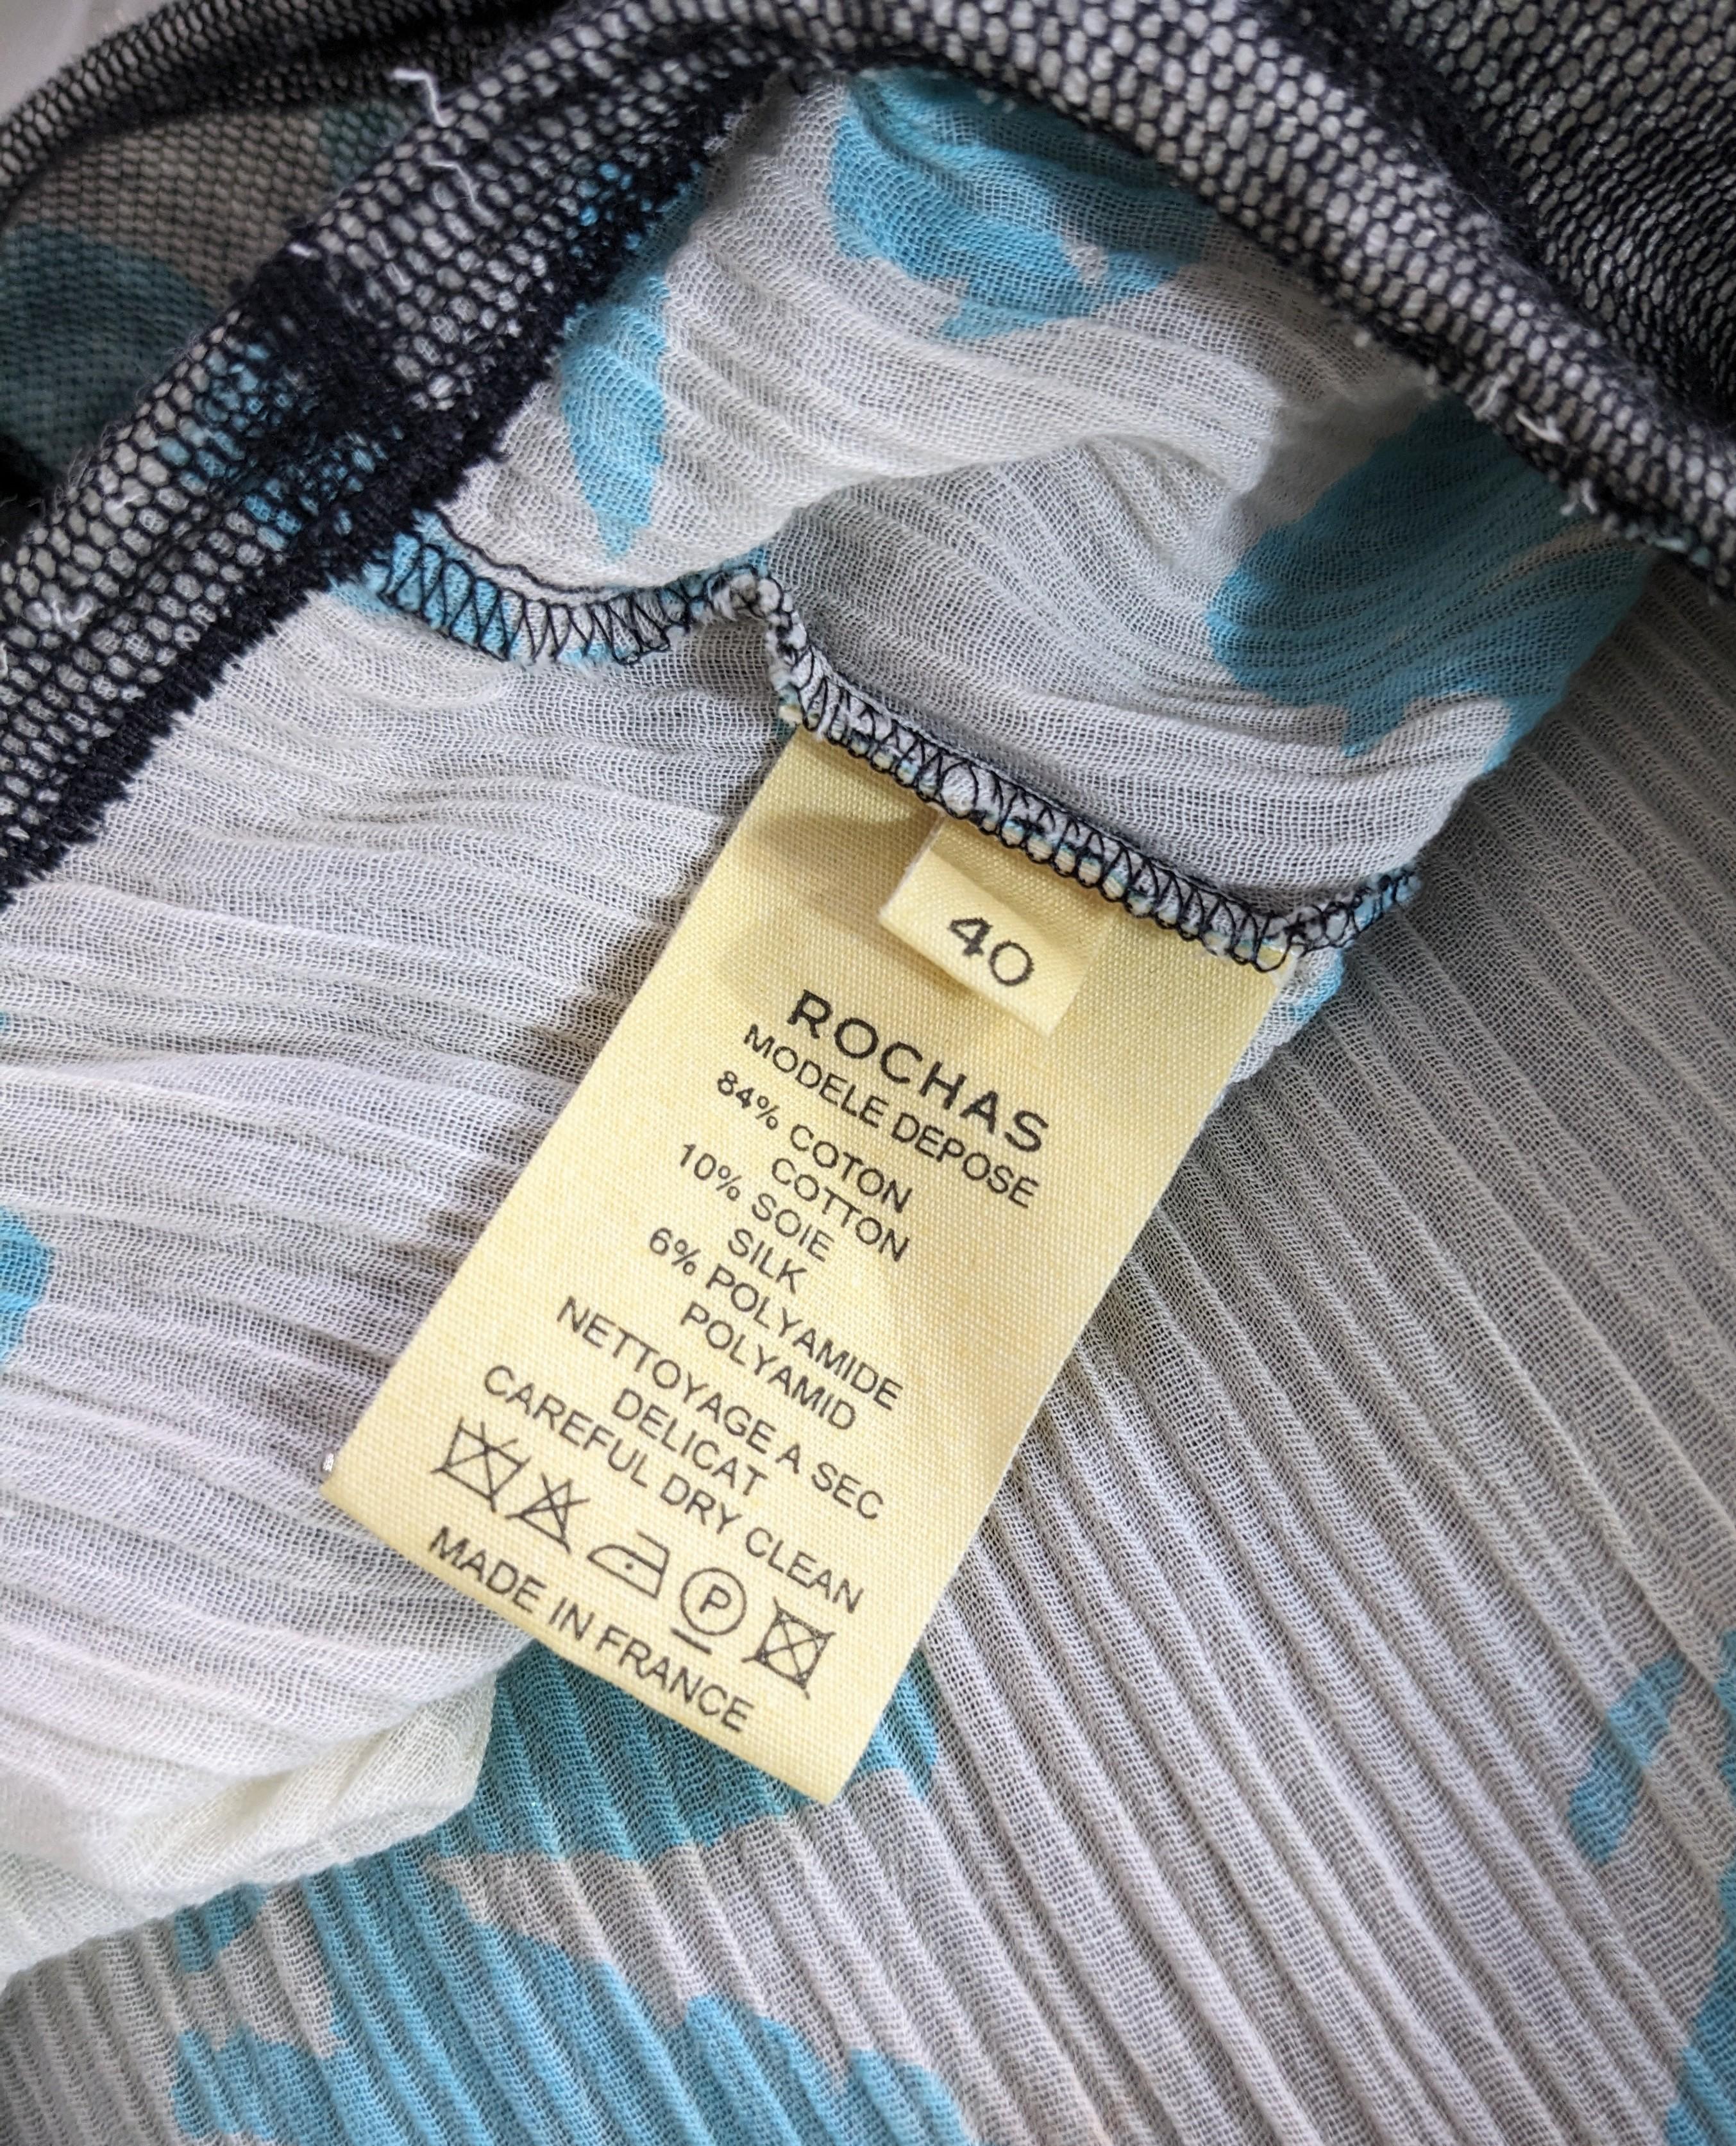 40
ROCHAS
MODELE DEPOSE
84% COTON
COTTON
10% SOIE
SILK
6% POLYAMIDE
POLYAMID
NETTOYAGE A SEC
DELICAT
CAREFUL DRY CLEAN
P
MADE IN FRANCE